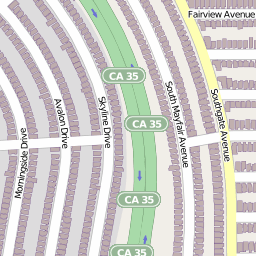 Fairview Avenue
CA 35
Southgate Avenue
South Mayfair Avenue
Skyline Drive
Avalon Drive
Morningside Drive
CA 35
CA 35
CA 35